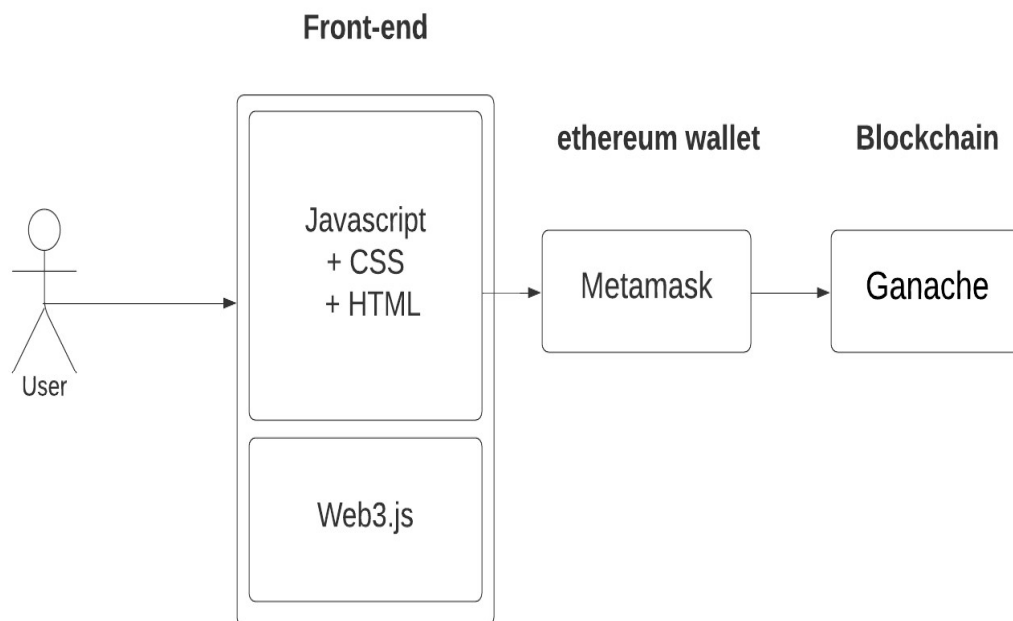 Front-end
ethereum wallet
Blockchain
Javascript
+ CSS
+ HTML
Metamask
Ganache
User
Web3.js